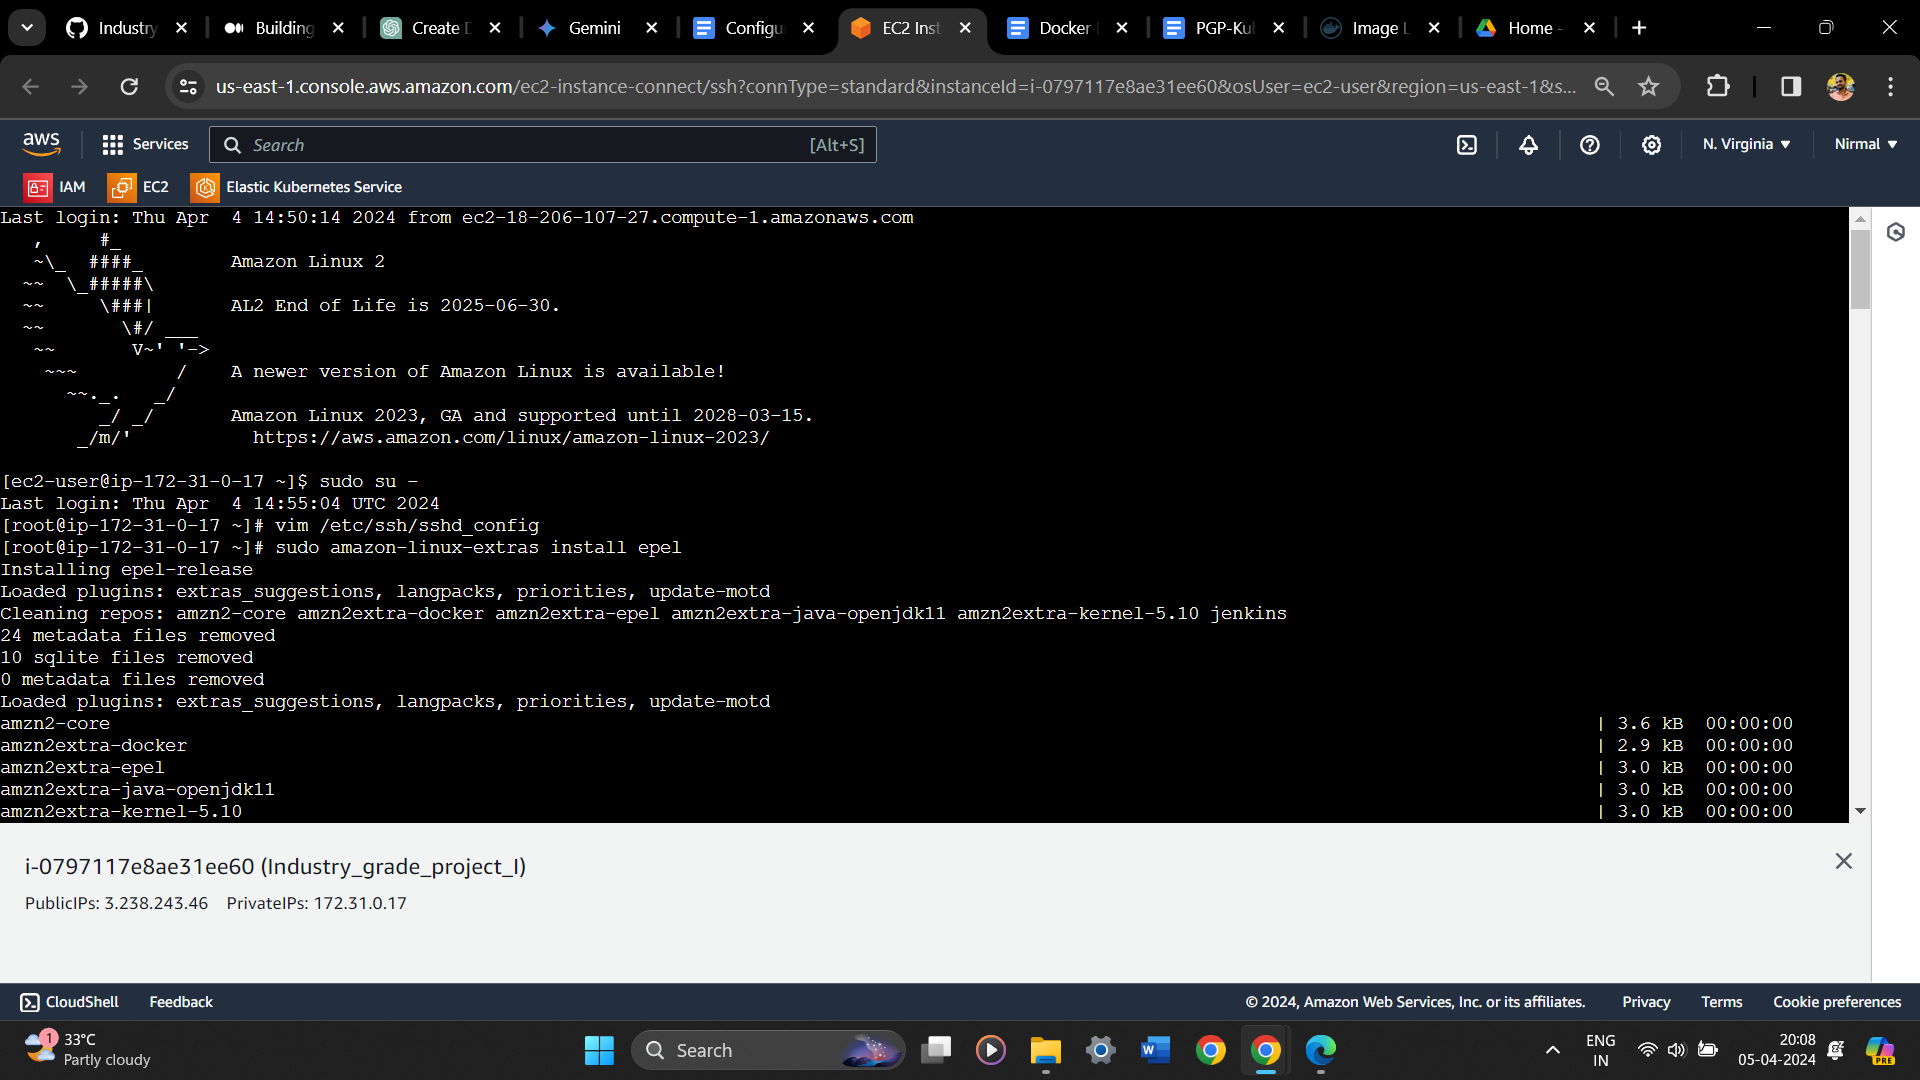 Industry
Building
Create D
Gemini
Configu
EC2 Inst
Docker
PGP-Kul
Image L
Home -
us-east-1.console.aws.amazon.com/ec2-instance-connect/ssh?connType=standard&instanceId=i-0797117e8ae31ee60&osUser=ec2-user&region=us-east-1&s...
aws
Services
Search
[Alt+S]
N. Virginia
Nirmal
IAM
EC2
Elastic Kubernetes Service
Last login: Thu Apr  4 14:50:14 2024 from ec2-18-206-107-27.compute-1.amazonaws.com
   ,     #_
   ~\_  ####_        Amazon Linux 2
  ~~  \_#####\
  ~~     \###|       AL2 End of Life is 2025-06-30.
  ~~       \#/ ___
   ~~       V~' '->
    ~~~         /    A newer version of Amazon Linux is available!
      ~~._.   _/
         _/ _/       Amazon Linux 2023, GA and supported until 2028-03-15.
       _/m/'           https://aws.amazon.com/linux/amazon-linux-2023/
[ec2-user@ip-172-31-0-17 ~]$ sudo su -
Last login: Thu Apr  4 14:55:04 UTC 2024
[root@ip-172-31-0-17 ~]# vim /etc/ssh/sshd_config
[root@ip-172-31-0-17 ~]# sudo amazon-linux-extras install epel
Installing epel-release
Loaded plugins: extras_suggestions, langpacks, priorities, update-motd
Cleaning repos: amzn2-core amzn2extra-docker amzn2extra-epel amzn2extra-java-openjdk11 amzn2extra-kernel-5.10 jenkins
24 metadata files removed
10 sqlite files removed
0 metadata files removed
Loaded plugins: extras_suggestions, langpacks, priorities, update-motd
amzn2-core | 3.6 kB  00:00:00
amzn2extra-docker | 2.9 kB  00:00:00
amzn2extra-epel | 3.0 kB  00:00:00
amzn2extra-java-openjdk11 | 3.0 kB  00:00:00
amzn2extra-kernel-5.10 | 3.0 kB  00:00:00
i-0797117e8ae31ee60 (Industry_grade_project_I)
PublicIPs: 3.238.243.46   PrivateIPs: 172.31.0.17
CloudShell
Feedback
© 2024, Amazon Web Services, Inc. or its affiliates.
Privacy
Terms
Cookie preferences
1
33°C
Partly cloudy
Search
ENG
IN
20:08
05-04-2024
PRE